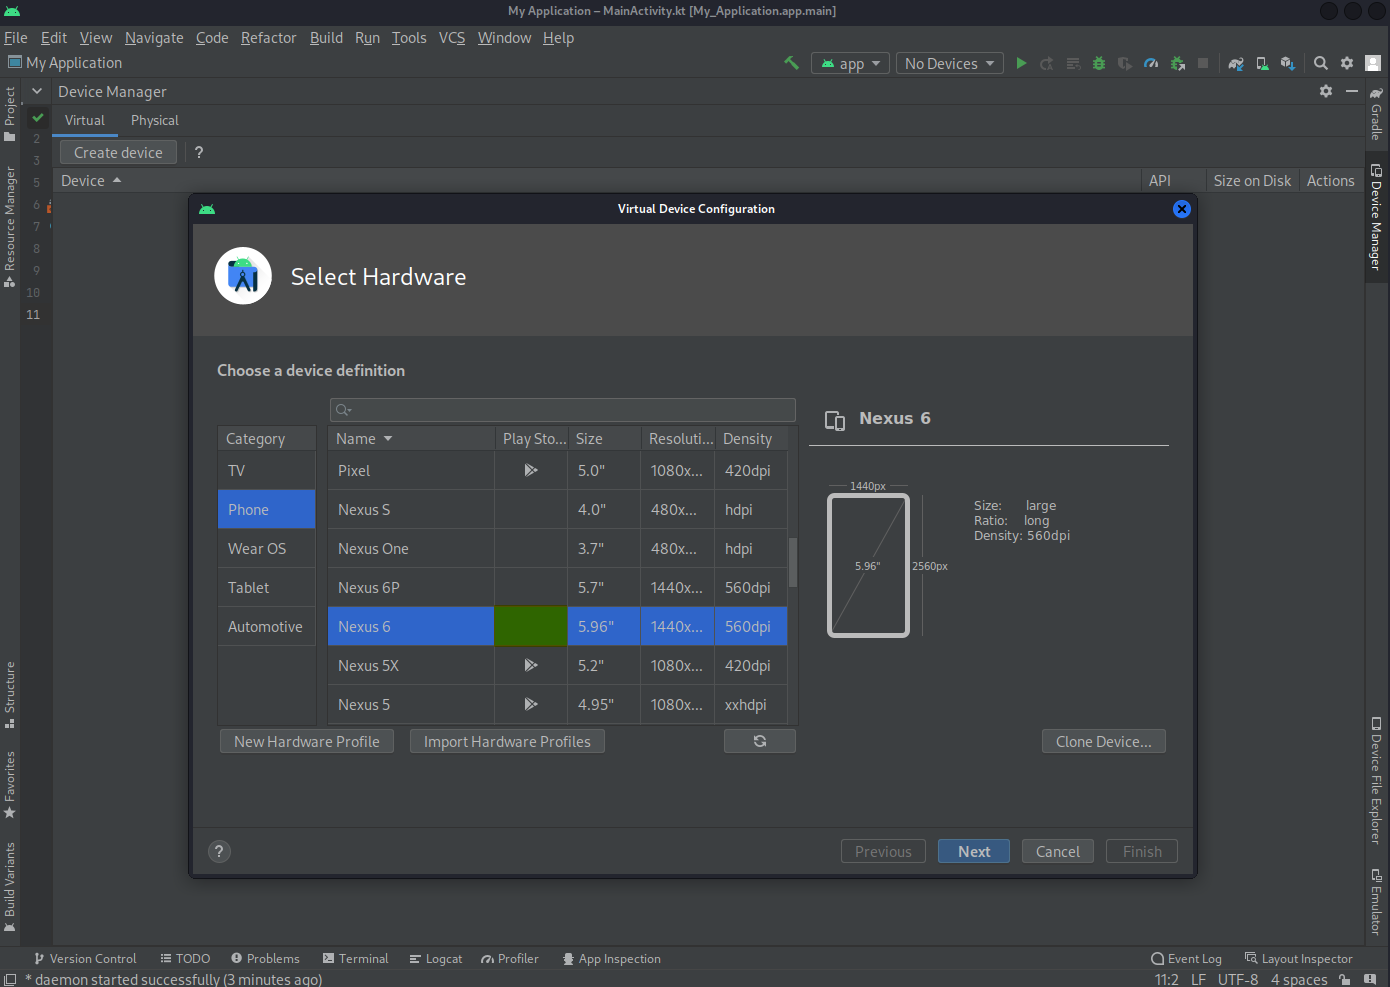 My Application – MainActivity.kt [My_Application.app.main]
File Edit View Navigate Code Refactor Build Run Tools VCS Window Help
My Application
app
No Devices
Project
Resource Manager
Structure
Favorites
Build Variants
Device Manager
Virtual Physical
Create device ?
Device API Size on Disk Actions
2
3
5
6
7
8
9
10
11
Virtual Device Configuration
Select Hardware
Choose a device definition
Category
TV
Phone
Wear OS
Tablet
Automotive
Name Play Sto... Size Resoluti... Density
Pixel 5.0" 1080x... 420dpi
Nexus S 4.0" 480x... hdpi
Nexus One 3.7" 480x... hdpi
Nexus 6P 5.7" 1440x... 560dpi
Nexus 6 5.96" 1440x... 560dpi
Nexus 5X 5.2" 1080x... 420dpi
Nexus 5 4.95" 1080x... xxhdpi
Nexus 6
1440px
5.96"
2560px
Size: large
Ratio: long
Density: 560dpi
New Hardware Profile Import Hardware Profiles Clone Device...
? Previous Next Cancel Finish
Gradle
Device Manager
Device File Explorer
Emulator
Version Control TODO Problems Terminal Logcat Profiler App Inspection Event Log Layout Inspector
* daemon started successfully (3 minutes ago) 11:2 LF UTF-8 4 spaces